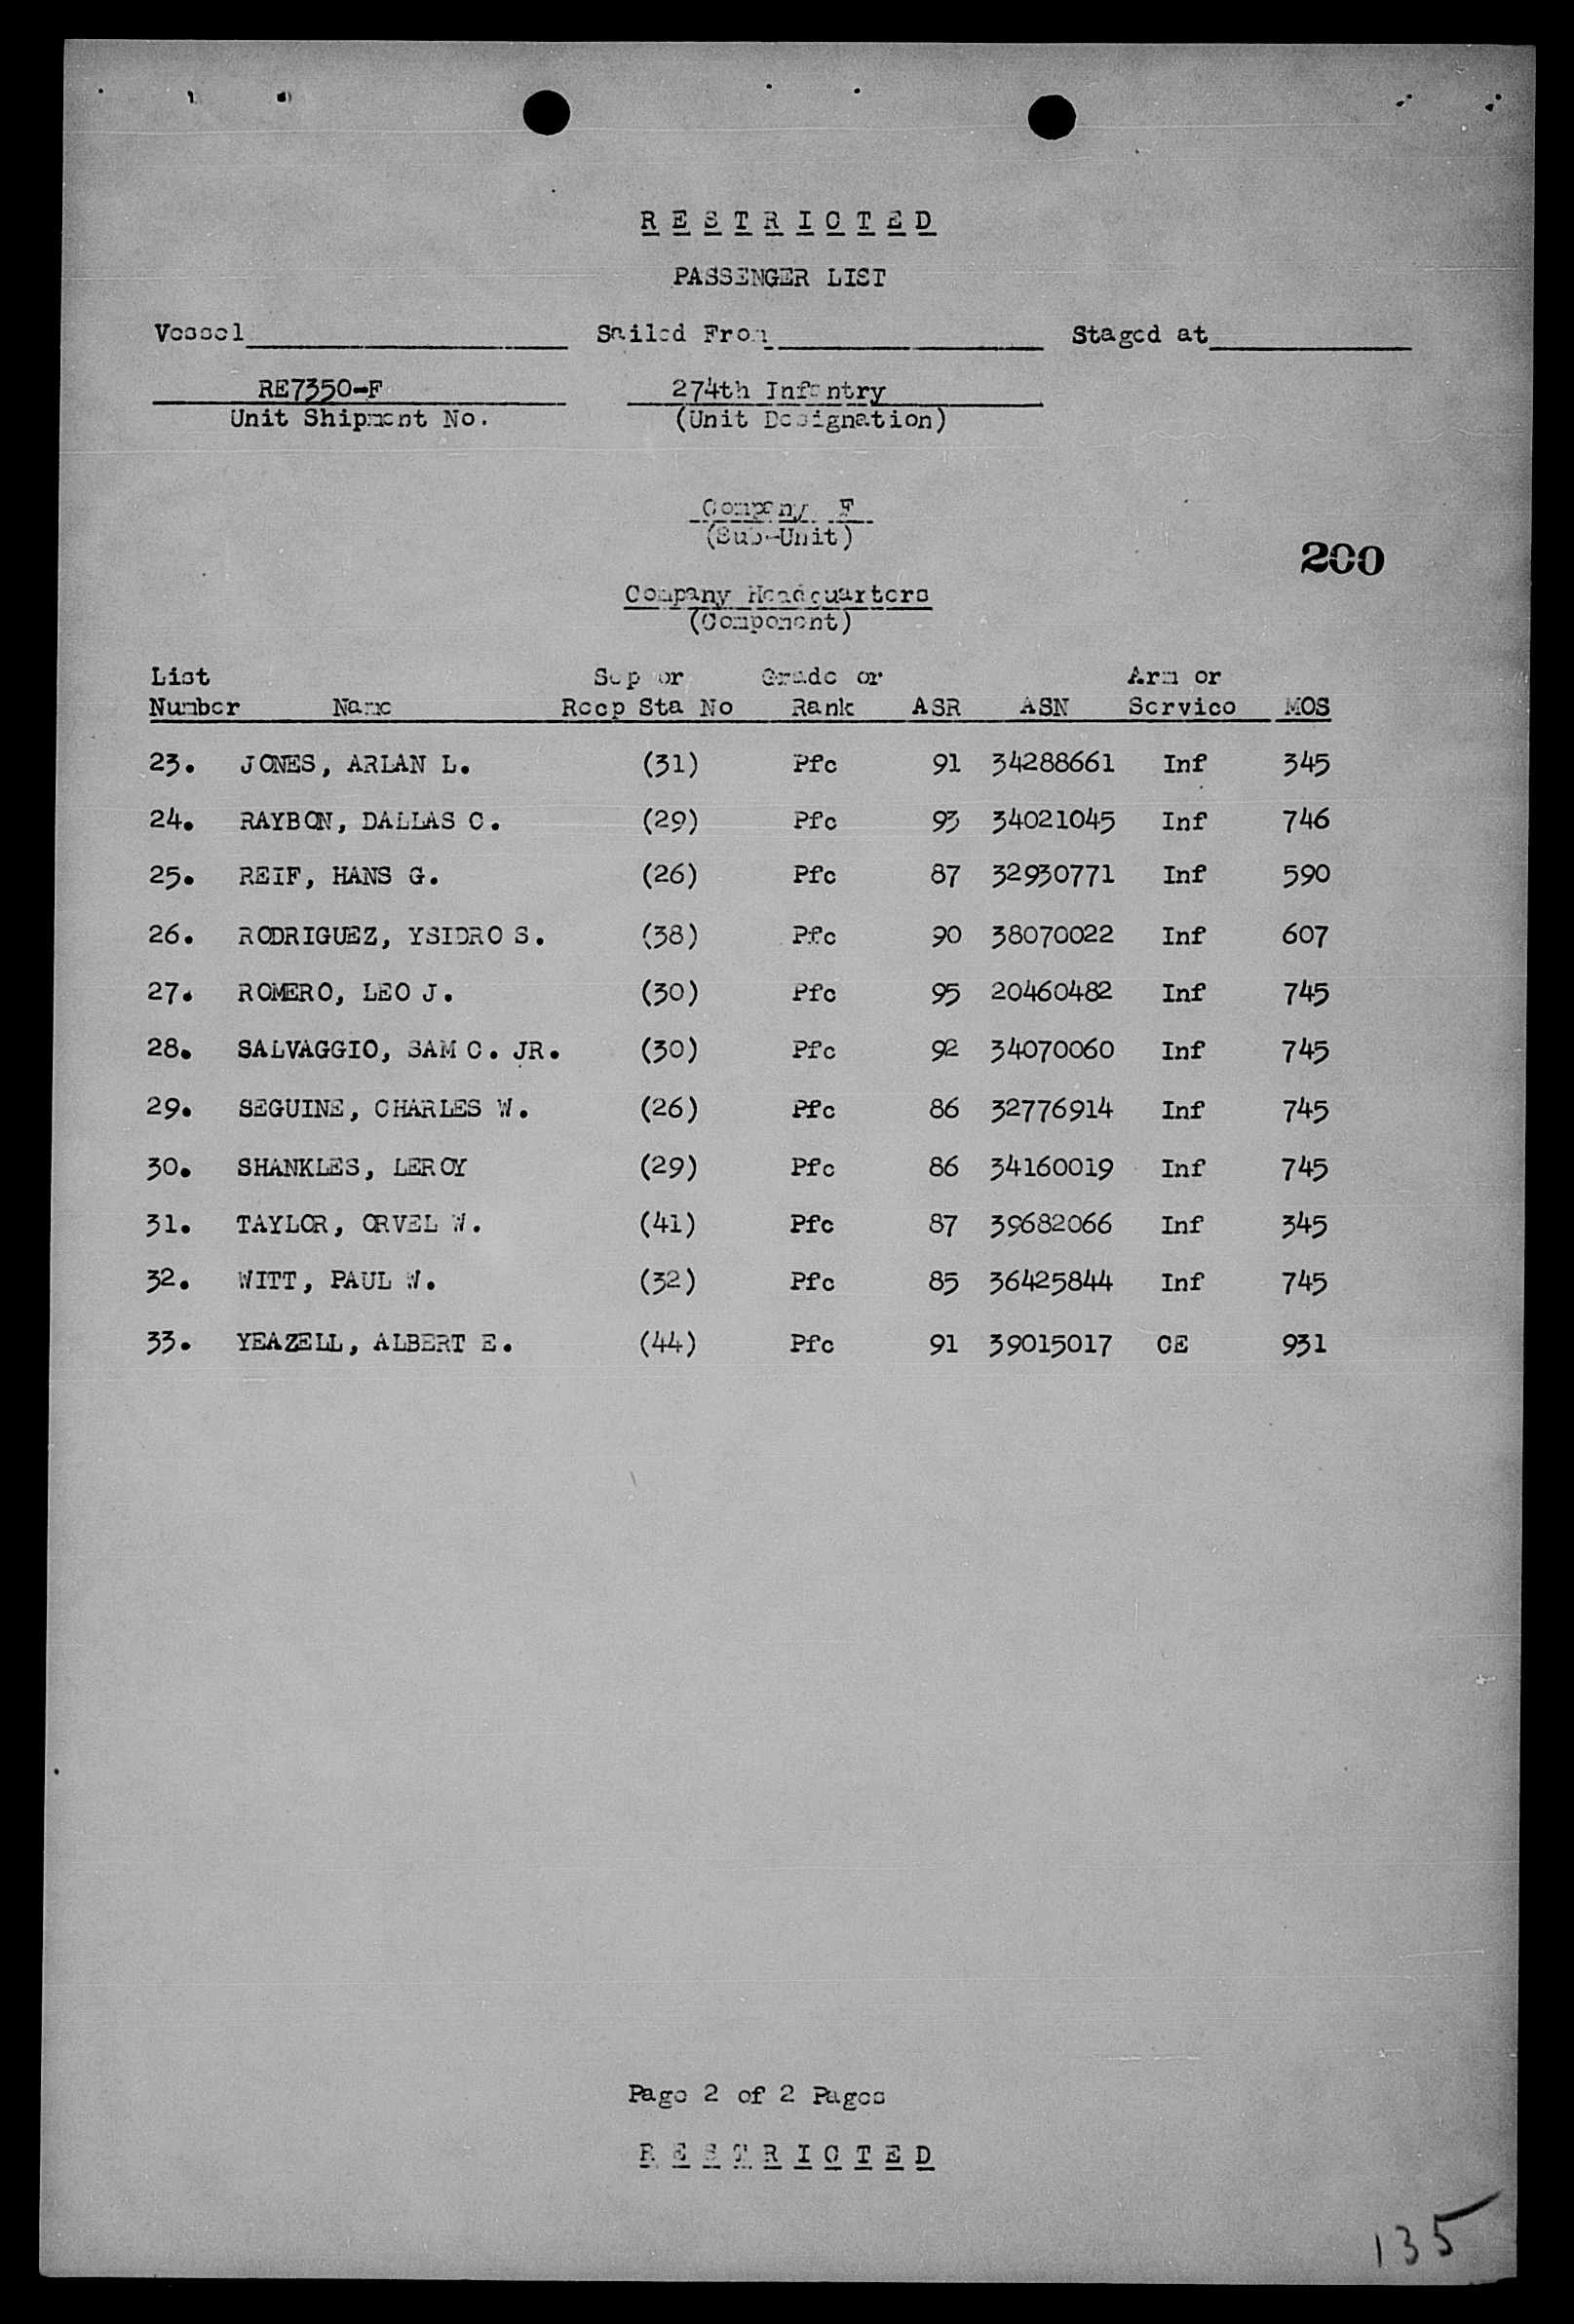 R E S T R I C T E D
PASSENGER LIST
Vessel Sailed From Staged at
RE7350-F 274th Infantry
Unit Shipment No. (Unit Designation)
Company F
(Sub-Unit)
200
Company Headquarters
(Component)
List Sep or Grade or Arm or
Number Name Recp Sta No Rank ASR ASN Service MOS
23. JONES, ARLAN L. (31) Pfc 91 34288661 Inf 345
24. RAYBON, DALLAS C. (29) Pfc 93 34021045 Inf 746
25. REIF, HANS G. (26) Pfc 87 32930771 Inf 590
26. RODRIGUEZ, YSIDRO S. (38) Pfc 90 38070022 Inf 607
27. ROMERO, LEO J. (30) Pfc 95 20460482 Inf 745
28. SALVAGGIO, SAM C. JR. (30) Pfc 92 34070060 Inf 745
29. SEGUINE, CHARLES W. (26) Pfc 86 32776914 Inf 745
30. SHANKLES, LEROY (29) Pfc 86 34160019 Inf 745
31. TAYLOR, ORVEL W. (41) Pfc 87 39682066 Inf 345
32. WITT, PAUL W. (32) Pfc 85 36425844 Inf 745
33. YEAZELL, ALBERT E. (44) Pfc 91 39015017 CE 931
Page 2 of 2 Pages
R E S T R I C T E D
135